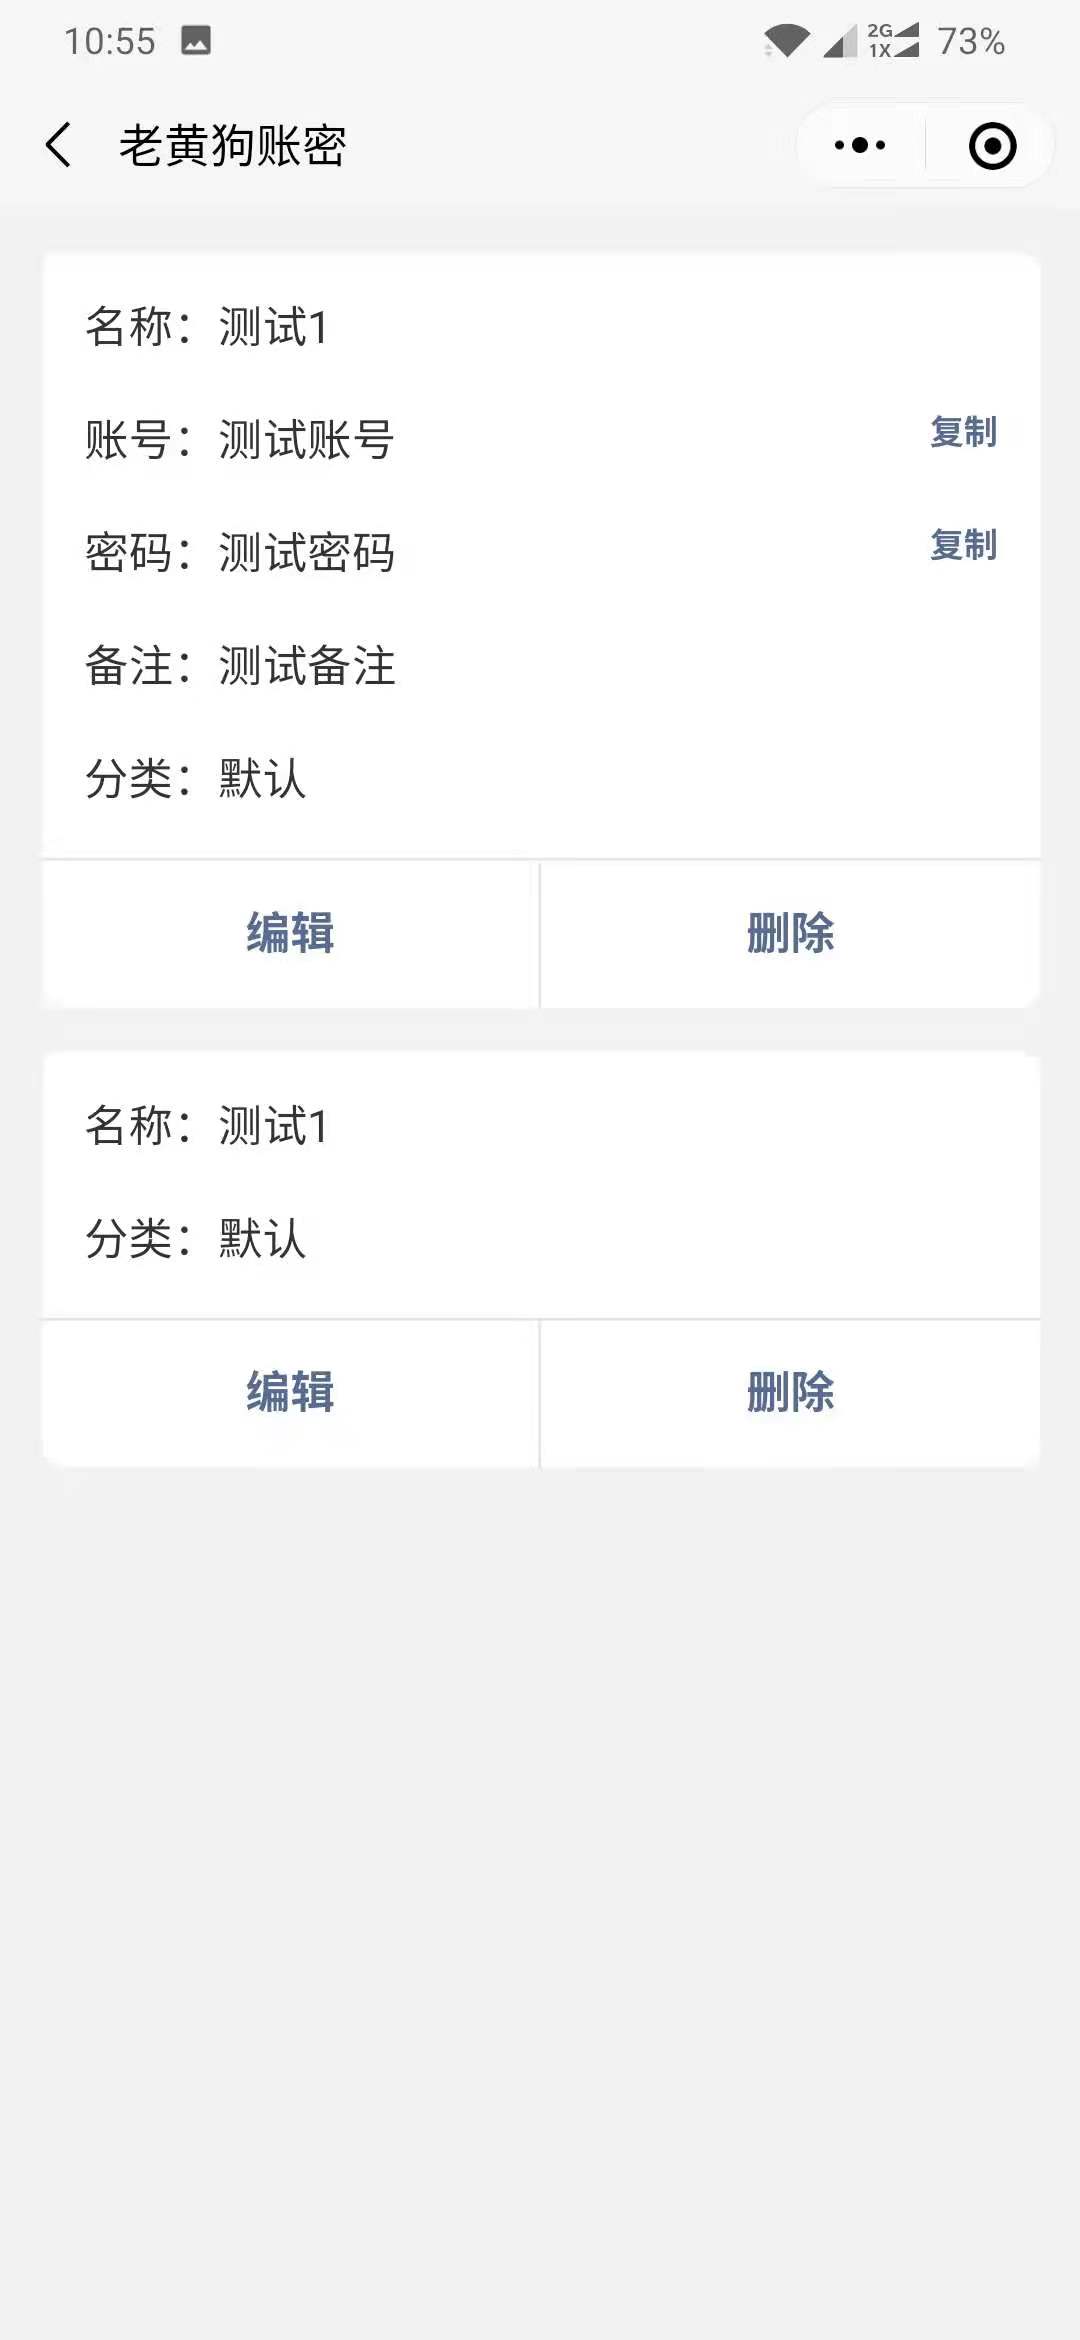 10:55 2G 1X 73%
老黄狗账密
名称：测试1
账号：测试账号 复制
密码：测试密码 复制
备注：测试备注
分类：默认
编辑 删除
名称：测试1
分类：默认
编辑 删除